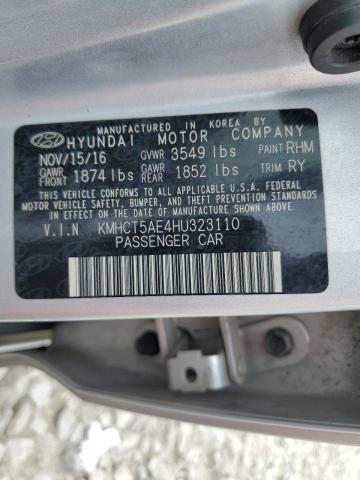 MANUFACTURED IN KOREA BY
HYUNDAI MOTOR COMPANY
NOV/15/16 GVWR 3549 lbs PAINT RHM
GAWR FRONT 1874 lbs GAWR REAR 1852 lbs TRIM RY
THIS VEHICLE CONFORMS TO ALL APPLICABLE U.S.A. FEDERAL
MOTOR VEHICLE SAFETY, BUMPER, AND THEFT PREVENTION STANDARDS
IN EFFECT ON THE DATE OF MANUFACTURE SHOWN ABOVE.
V.I.N KMHCT5AE4HU323110
PASSENGER CAR